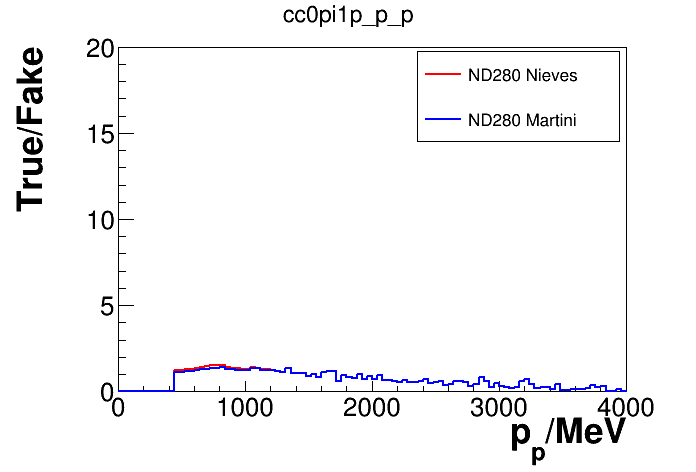 cc0pi1p_p_p
True/Fake
20
15
10
5
0
ND280 Nieves
ND280 Martini
0 1000 2000 3000 4000
p_p/MeV